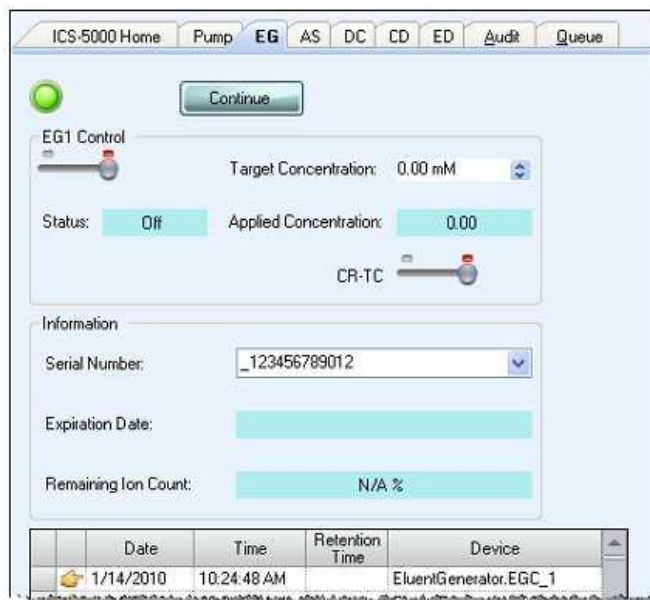 ICS-5000 Home Pump EG AS DC CD ED Audit Queue
Continue
EG1 Control
Target Concentration: 0.00 mM
Status: Off Applied Concentration: 0.00
CR-TC
Information
Serial Number: _123456789012
Expiration Date:
Remaining Ion Count: N/A %
Date Time Retention Time Device
1/14/2010 10:24:48 AM EluentGenerator.EGC_1